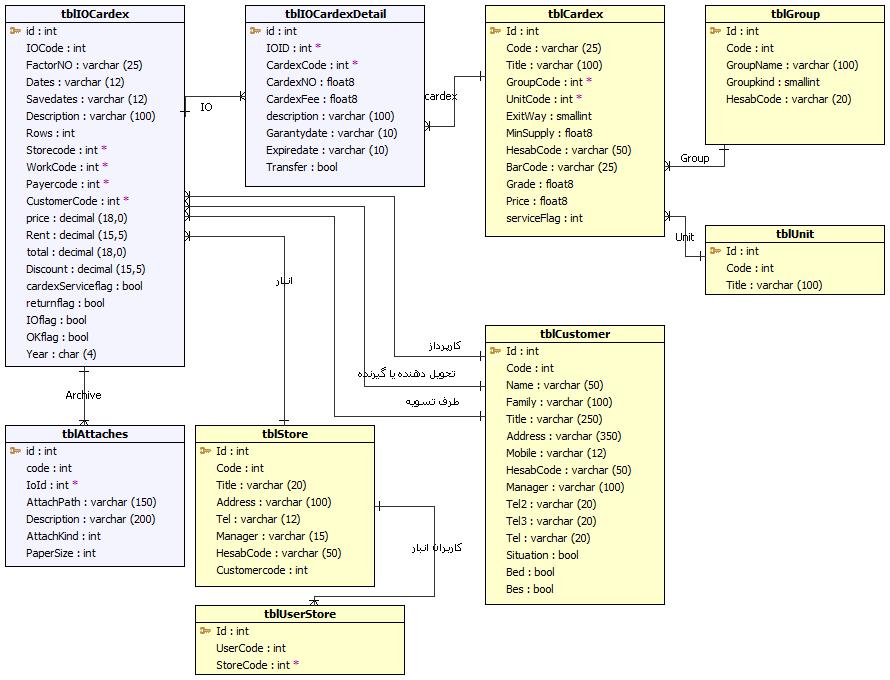 tblIOCardex
id : int
IOCode : int
FactorNO : varchar (25)
Dates : varchar (12)
Savedates : varchar (12)
Description : varchar (100)
Rows : int
Storecode : int *
WorkCode : int *
Payercode : int *
CustomerCode : int *
price : decimal (18,0)
Rent : decimal (15,5)
total : decimal (18,0)
Discount : decimal (15,5)
cardexServiceflag : bool
returnflag : bool
IOflag : bool
OKflag : bool
Year : char (4)
IO
tblIOCardexDetail
id : int
IOID : int *
CardexCode : int *
CardexNO : float8
CardexFee : float8
description : varchar (100)
Garantydate : varchar (10)
Expiredate : varchar (10)
Transfer : bool
cardex
tblCardex
Id : int
Code : varchar (25)
Title : varchar (100)
GroupCode : int *
UnitCode : int *
ExitWay : smallint
MinSupply : float8
HesabCode : varchar (50)
BarCode : varchar (25)
Grade : float8
Price : float8
serviceFlag : int
Group
tblGroup
Id : int
Code : int
GroupName : varchar (100)
Groupkind : smallint
HesabCode : varchar (20)
Unit
tblUnit
Id : int
Code : int
Title : varchar (100)
انبار
کارپرداز
تحویل دهنده یا گیرنده
طرف تسویه
tblCustomer
Id : int
Code : int
Name : varchar (50)
Family : varchar (100)
Title : varchar (250)
Address : varchar (350)
Mobile : varchar (12)
HesabCode : varchar (50)
Manager : varchar (100)
Tel2 : varchar (20)
Tel3 : varchar (20)
Tel : varchar (20)
Situation : bool
Bed : bool
Bes : bool
Archive
tblAttaches
id : int
code : int
IoId : int *
AttachPath : varchar (150)
Description : varchar (200)
AttachKind : int
PaperSize : int
tblStore
Id : int
Code : int
Title : varchar (20)
Address : varchar (100)
Tel : varchar (12)
Manager : varchar (15)
HesabCode : varchar (50)
Customercode : int
کاربران انبار
tblUserStore
Id : int
UserCode : int
StoreCode : int *